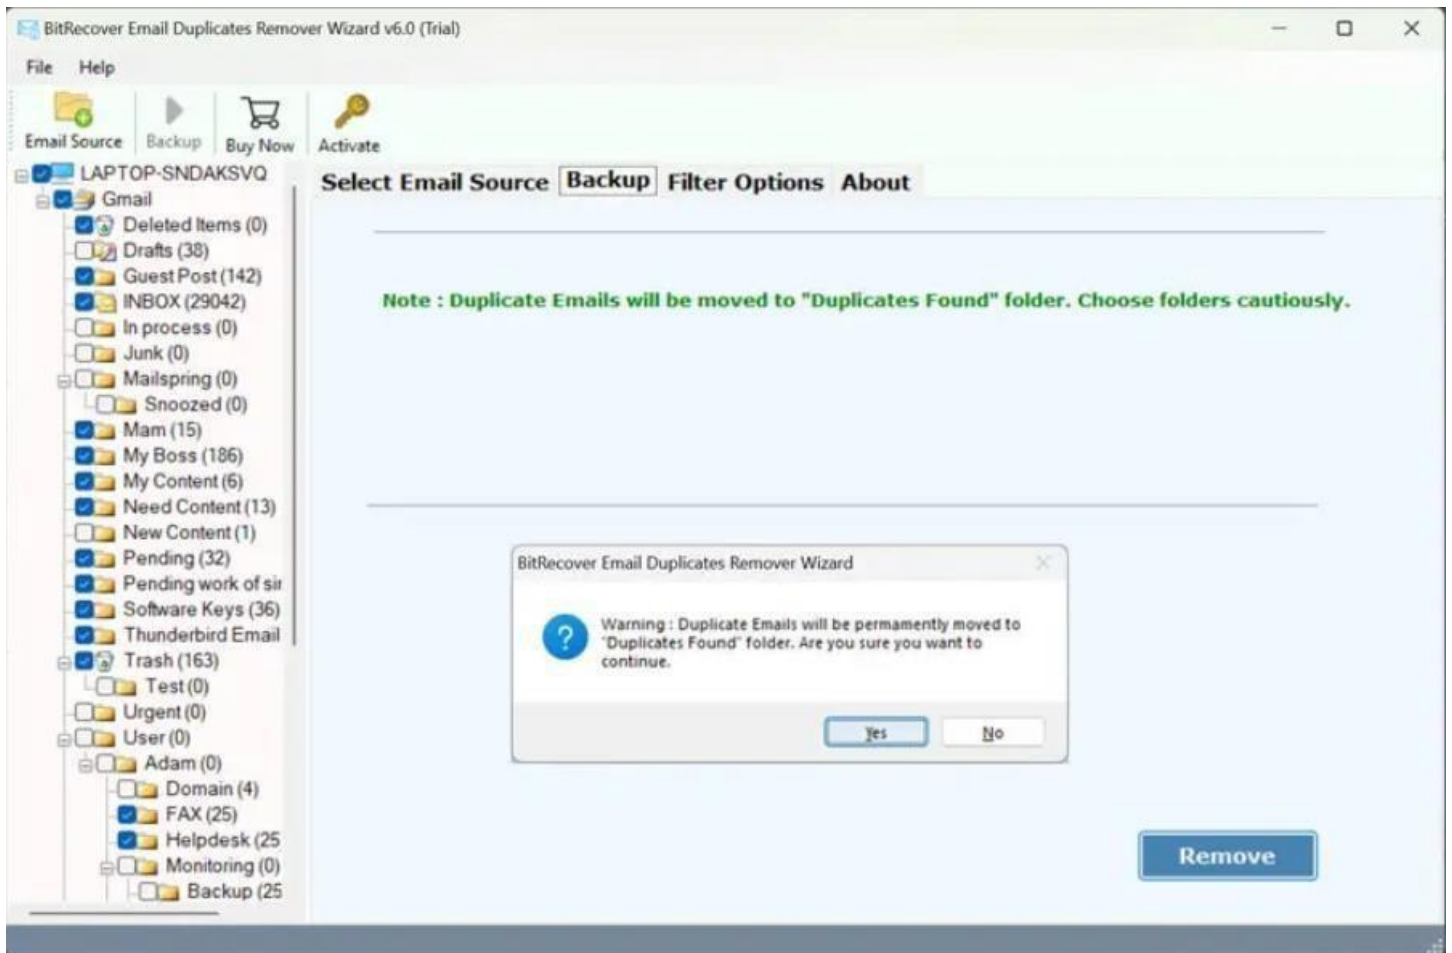 BitRecover Email Duplicates Remover Wizard v6.0 (Trial)
File Help
Email Source Backup Buy Now Activate
LAPTOP-SNDAKSVQ
Gmail
Deleted Items (0)
Drafts (38)
Guest Post (142)
INBOX (29042)
In process (0)
Junk (0)
Mailspring (0)
Snoozed (0)
Mam (15)
My Boss (186)
My Content (6)
Need Content (13)
New Content (1)
Pending (32)
Pending work of sir
Software Keys (36)
Thunderbird Email
Trash (163)
Test (0)
Urgent (0)
User (0)
Adam (0)
Domain (4)
FAX (25)
Helpdesk (25
Monitoring (0)
Backup (25
Select Email Source Backup Filter Options About
Note : Duplicate Emails will be moved to "Duplicates Found" folder. Choose folders cautiously.
BitRecover Email Duplicates Remover Wizard
Warning : Duplicate Emails will be permamently moved to
"Duplicates Found" folder. Are you sure you want to
continue.
Yes No
Remove